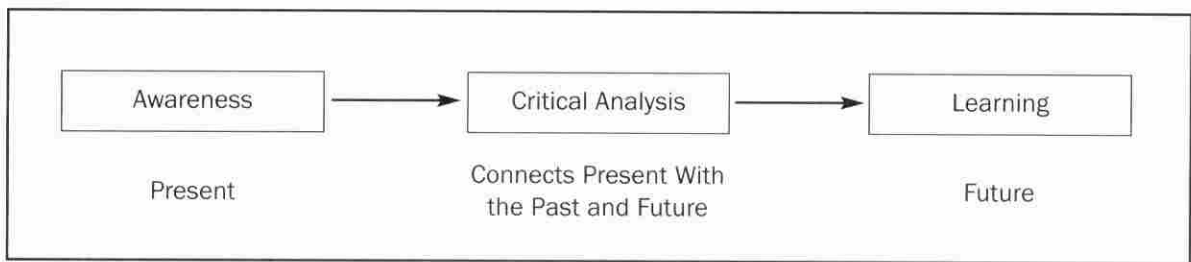 Awareness
Critical Analysis
Learning
Present
Connects Present With
the Past and Future
Future